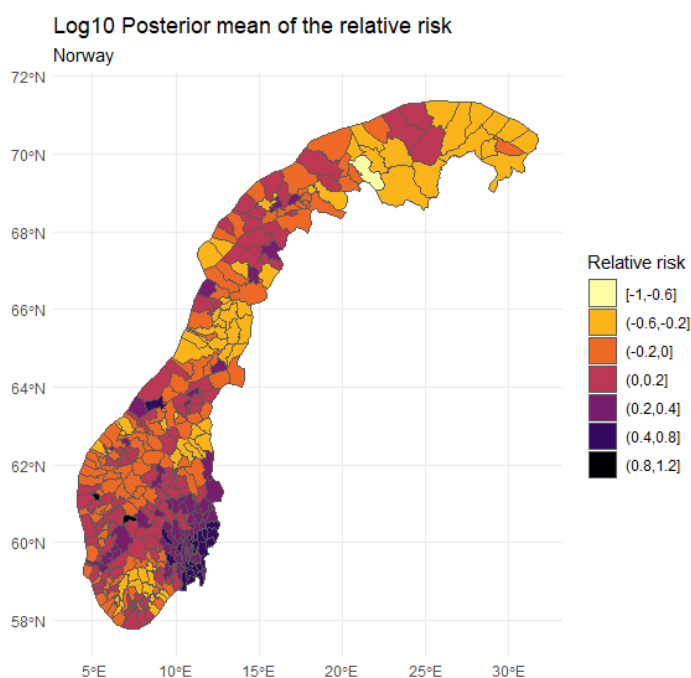 Log10 Posterior mean of the relative risk
Norway
72°N
70°N
68°N
66°N
64°N
62°N
60°N
58°N
5°E 10°E 15°E 20°E 25°E 30°E
Relative risk
[-1,-0.6]
(-0.6,-0.2]
(-0.2,0]
(0,0.2]
(0.2,0.4]
(0.4,0.8]
(0.8,1.2]